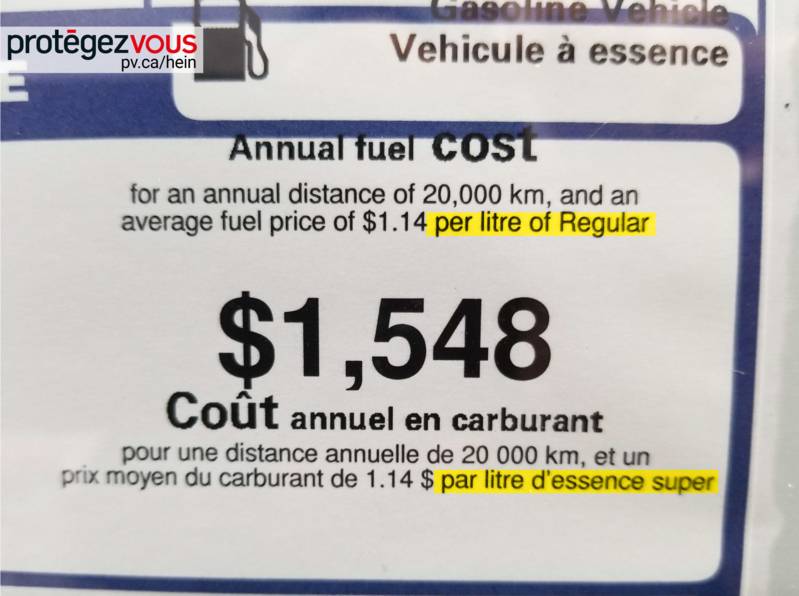 protégezvous
pv.ca/hein
Gasoline Vehicle
Vehicule à essence
E
Annual fuel cost
for an annual distance of 20,000 km, and an
average fuel price of $1.14 per litre of Regular
$1,548
Coût annuel en carburant
pour une distance annuelle de 20 000 km, et un
prix moyen du carburant de 1.14 $ par litre d'essence super